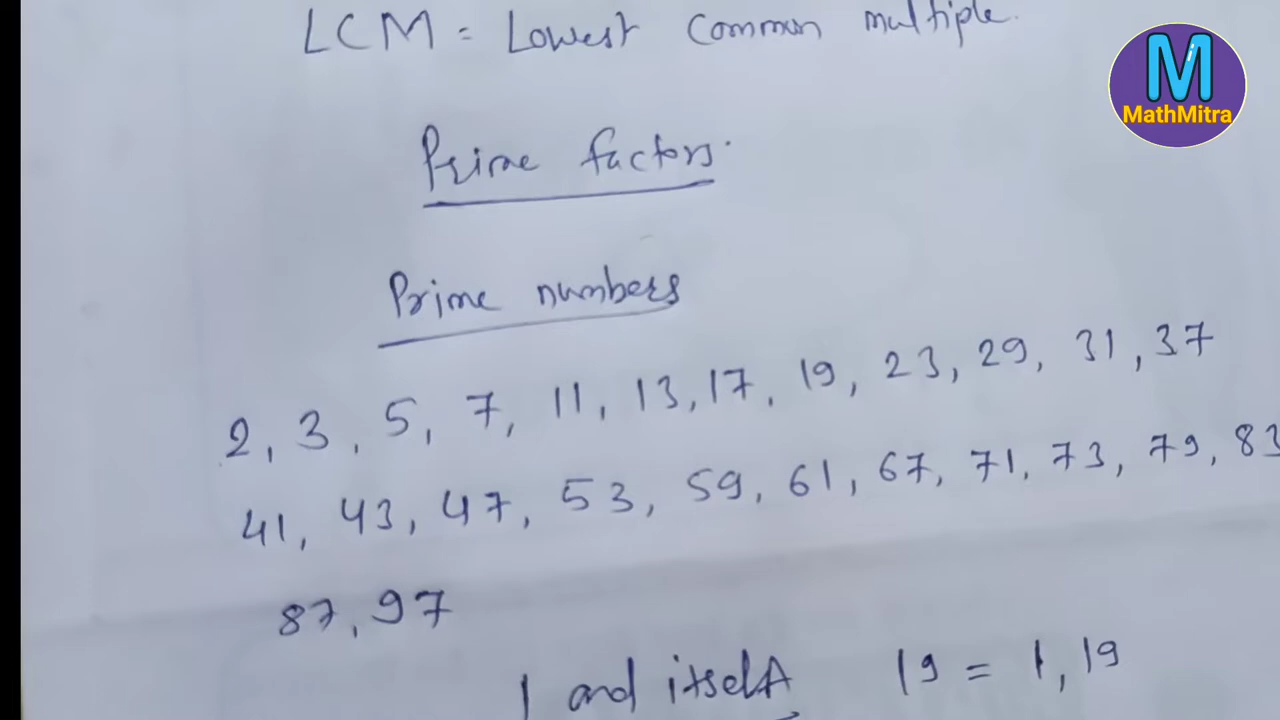 LCM = Lowest Common multiple.
M
MathMitra
Prime factors.
Prime numbers
2, 3, 5, 7, 11, 13, 17, 19, 23, 29, 31, 37
41, 43, 47, 53, 59, 61, 67, 71, 73, 79, 83
87, 97
1 and itself 19 = 1, 19